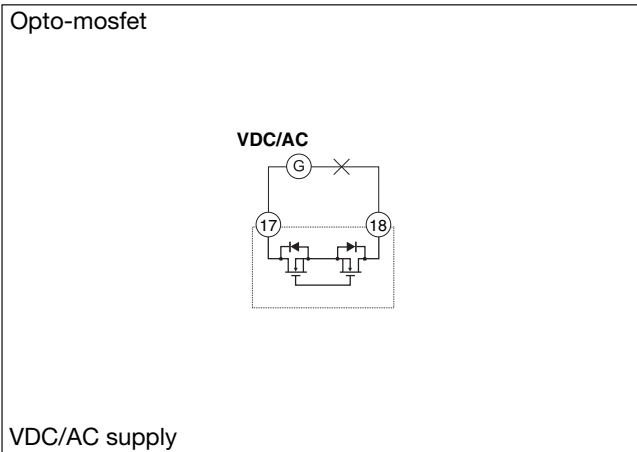 Opto-mosfet
VDC/AC
G
17 18
VDC/AC supply